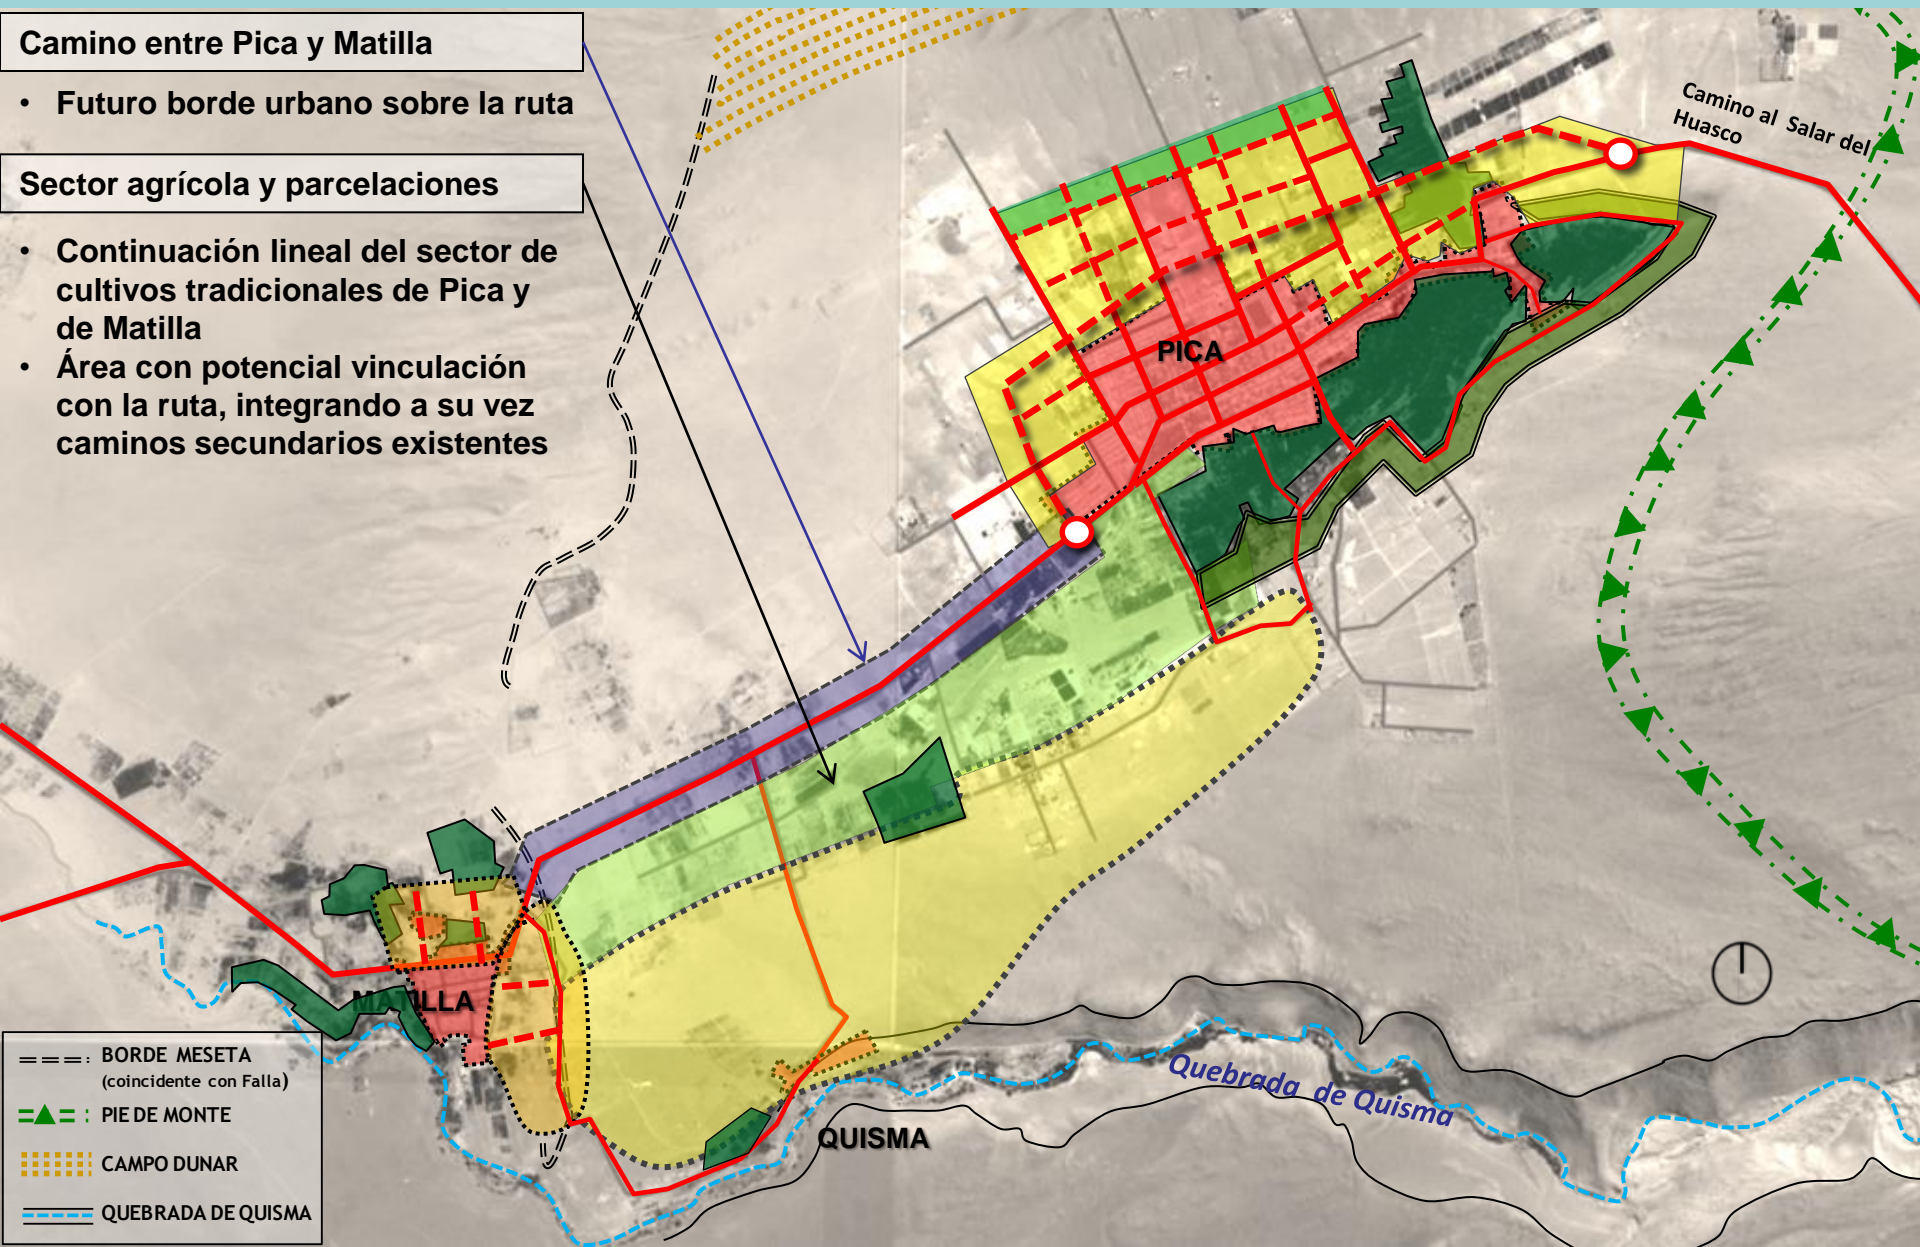 Camino entre Pica y Matilla
• Futuro borde urbano sobre la ruta
Sector agrícola y parcelaciones
• Continuación lineal del sector de
cultivos tradicionales de Pica y
de Matilla
• Área con potencial vinculación
con la ruta, integrando a su vez
caminos secundarios existentes
Camino al Salar del
Huasco
PICA
MATILLA
QUISMA
Quebrada de Quisma
BORDE MESETA
(coincidente con Falla)
PIE DE MONTE
CAMPO DUNAR
QUEBRADA DE QUISMA